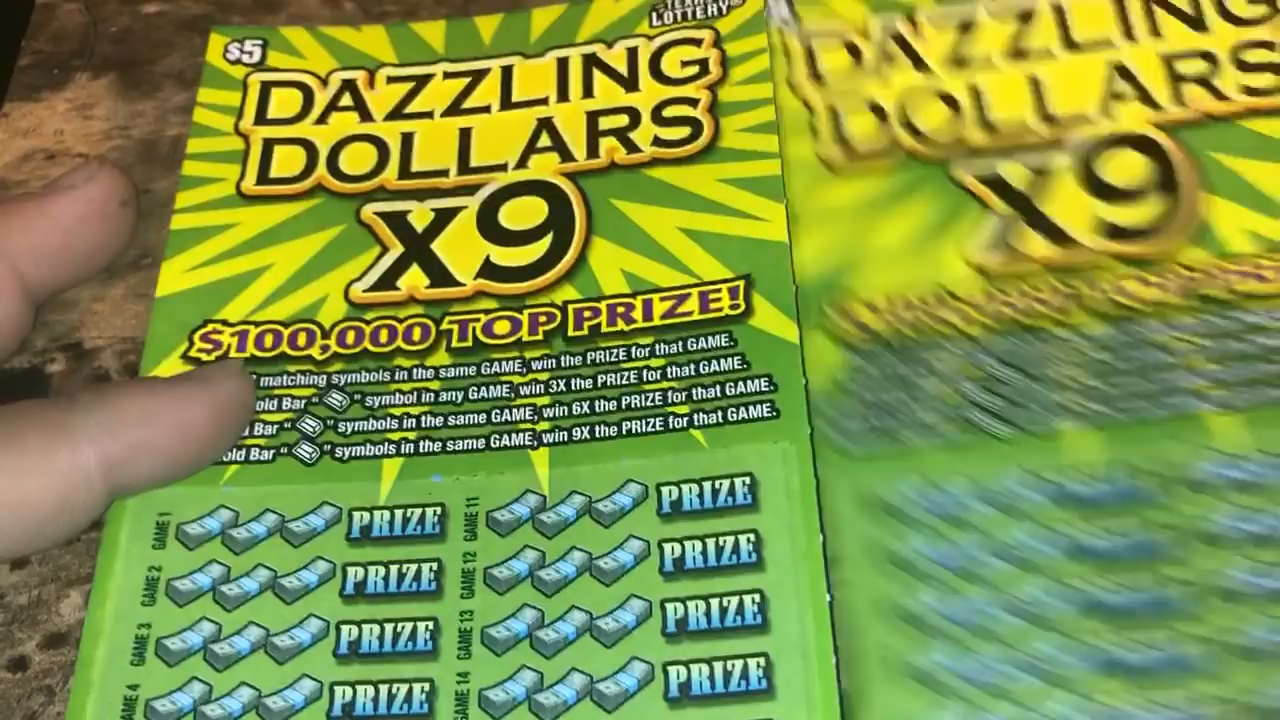 TEXAS
LOTTERY
$5
DAZZLING
DOLLARS
X9
$100,000 TOP PRIZE!
matching symbols in the same GAME, win the PRIZE for that GAME.
old Bar " " symbol in any GAME, win 3X the PRIZE for that GAME.
Bar " " symbols in the same GAME, win 6X the PRIZE for that GAME.
old Bar " " symbols in the same GAME, win 9X the PRIZE for that GAME.
GAME 1 PRIZE GAME 11 PRIZE
GAME 2 PRIZE GAME 12 PRIZE
GAME 3 PRIZE GAME 13 PRIZE
GAME 4 PRIZE GAME 14 PRIZE
DAZZLING
DOLLARS
X9